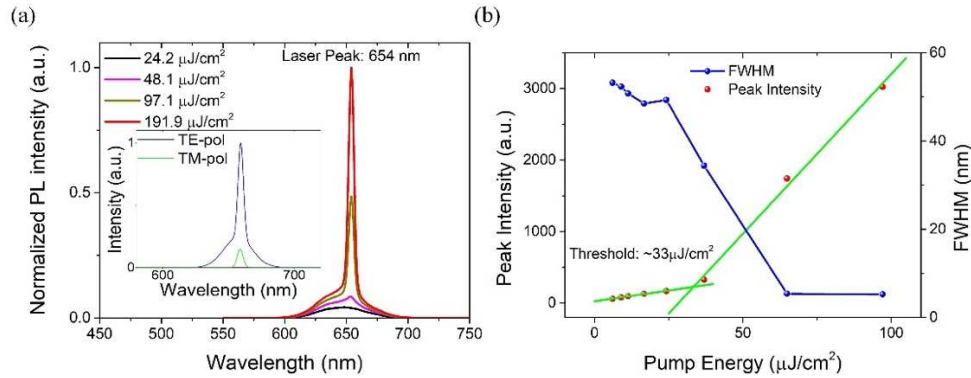 (a)
Normalized PL intensity (a.u.)
1.0
0.5
0.0
24.2 μJ/cm²
48.1 μJ/cm²
97.1 μJ/cm²
191.9 μJ/cm²
Laser Peak: 654 nm
Intensity (a.u.)
1
0
TE-pol
TM-pol
600 700
Wavelength (nm)
450 500 550 600 650 700 750
Wavelength (nm)
(b)
Peak Intensity (a.u.)
3000
2000
1000
0
FWHM
Peak Intensity
Threshold: ~33μJ/cm²
60
40
20
0
FWHM (nm)
0 25 50 75 100
Pump Energy (μJ/cm²)